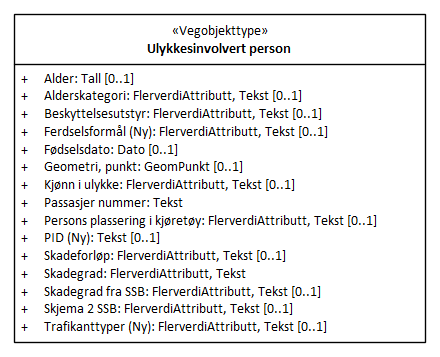 «Vegobjekttype»
Ulykkesinvolvert person
+ Alder: Tall [0..1]
+ Alderskategori: FlerverdiAttributt, Tekst [0..1]
+ Beskyttelsesutstyr: FlerverdiAttributt, Tekst [0..1]
+ Ferdselsformål (Ny): FlerverdiAttributt, Tekst [0..1]
+ Fødselsdato: Dato [0..1]
+ Geometri, punkt: GeomPunkt [0..1]
+ Kjønn i ulykke: FlerverdiAttributt, Tekst [0..1]
+ Passasjer nummer: Tekst
+ Persons plassering i kjøretøy: FlerverdiAttributt, Tekst [0..1]
+ PID (Ny): Tekst [0..1]
+ Skadeforløp: FlerverdiAttributt, Tekst [0..1]
+ Skadegrad: FlerverdiAttributt, Tekst
+ Skadegrad fra SSB: FlerverdiAttributt, Tekst [0..1]
+ Skjema 2 SSB: FlerverdiAttributt, Tekst [0..1]
+ Trafikanttyper (Ny): FlerverdiAttributt, Tekst [0..1]